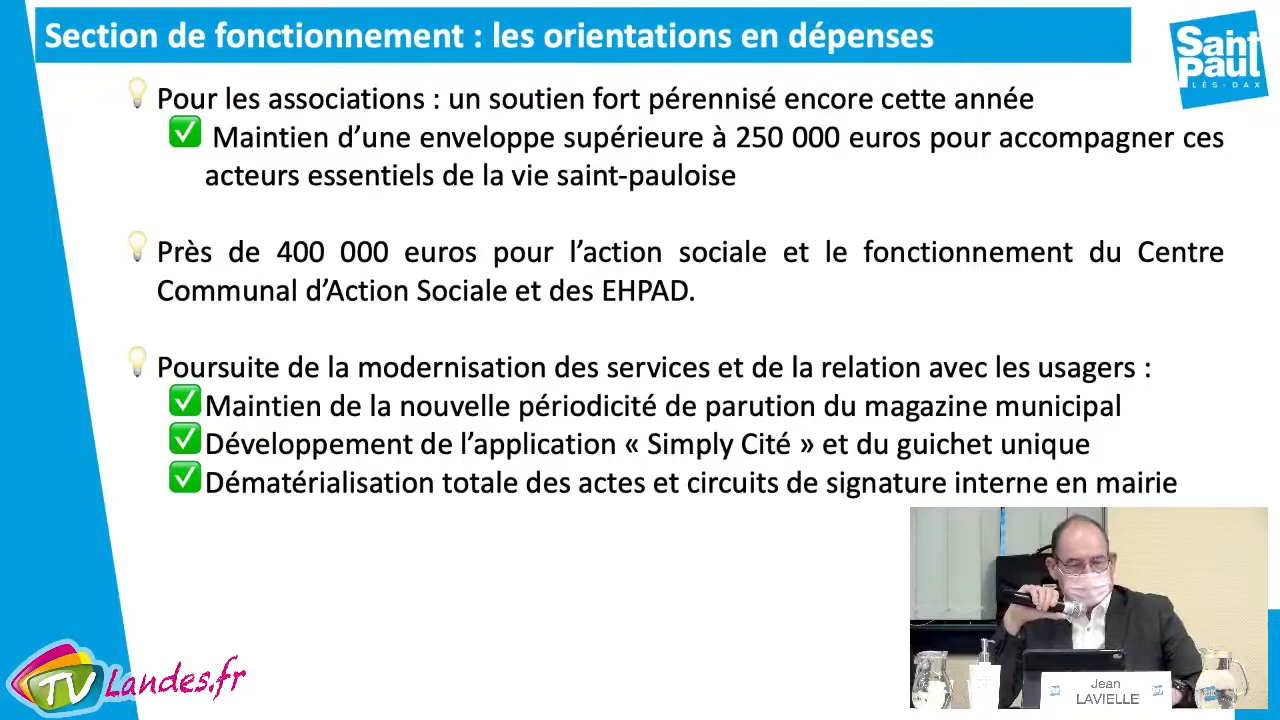 Section de fonctionnement : les orientations en dépenses
Saint
Paul
LÈS-DAX
Pour les associations : un soutien fort pérennisé encore cette année
Maintien d’une enveloppe supérieure à 250 000 euros pour accompagner ces
acteurs essentiels de la vie saint-pauloise
Près de 400 000 euros pour l’action sociale et le fonctionnement du Centre
Communal d’Action Sociale et des EHPAD.
Poursuite de la modernisation des services et de la relation avec les usagers :
Maintien de la nouvelle périodicité de parution du magazine municipal
Développement de l’application « Simply Cité » et du guichet unique
Dématérialisation totale des actes et circuits de signature interne en mairie
TV Landes.fr
Jean
LAVIELLE